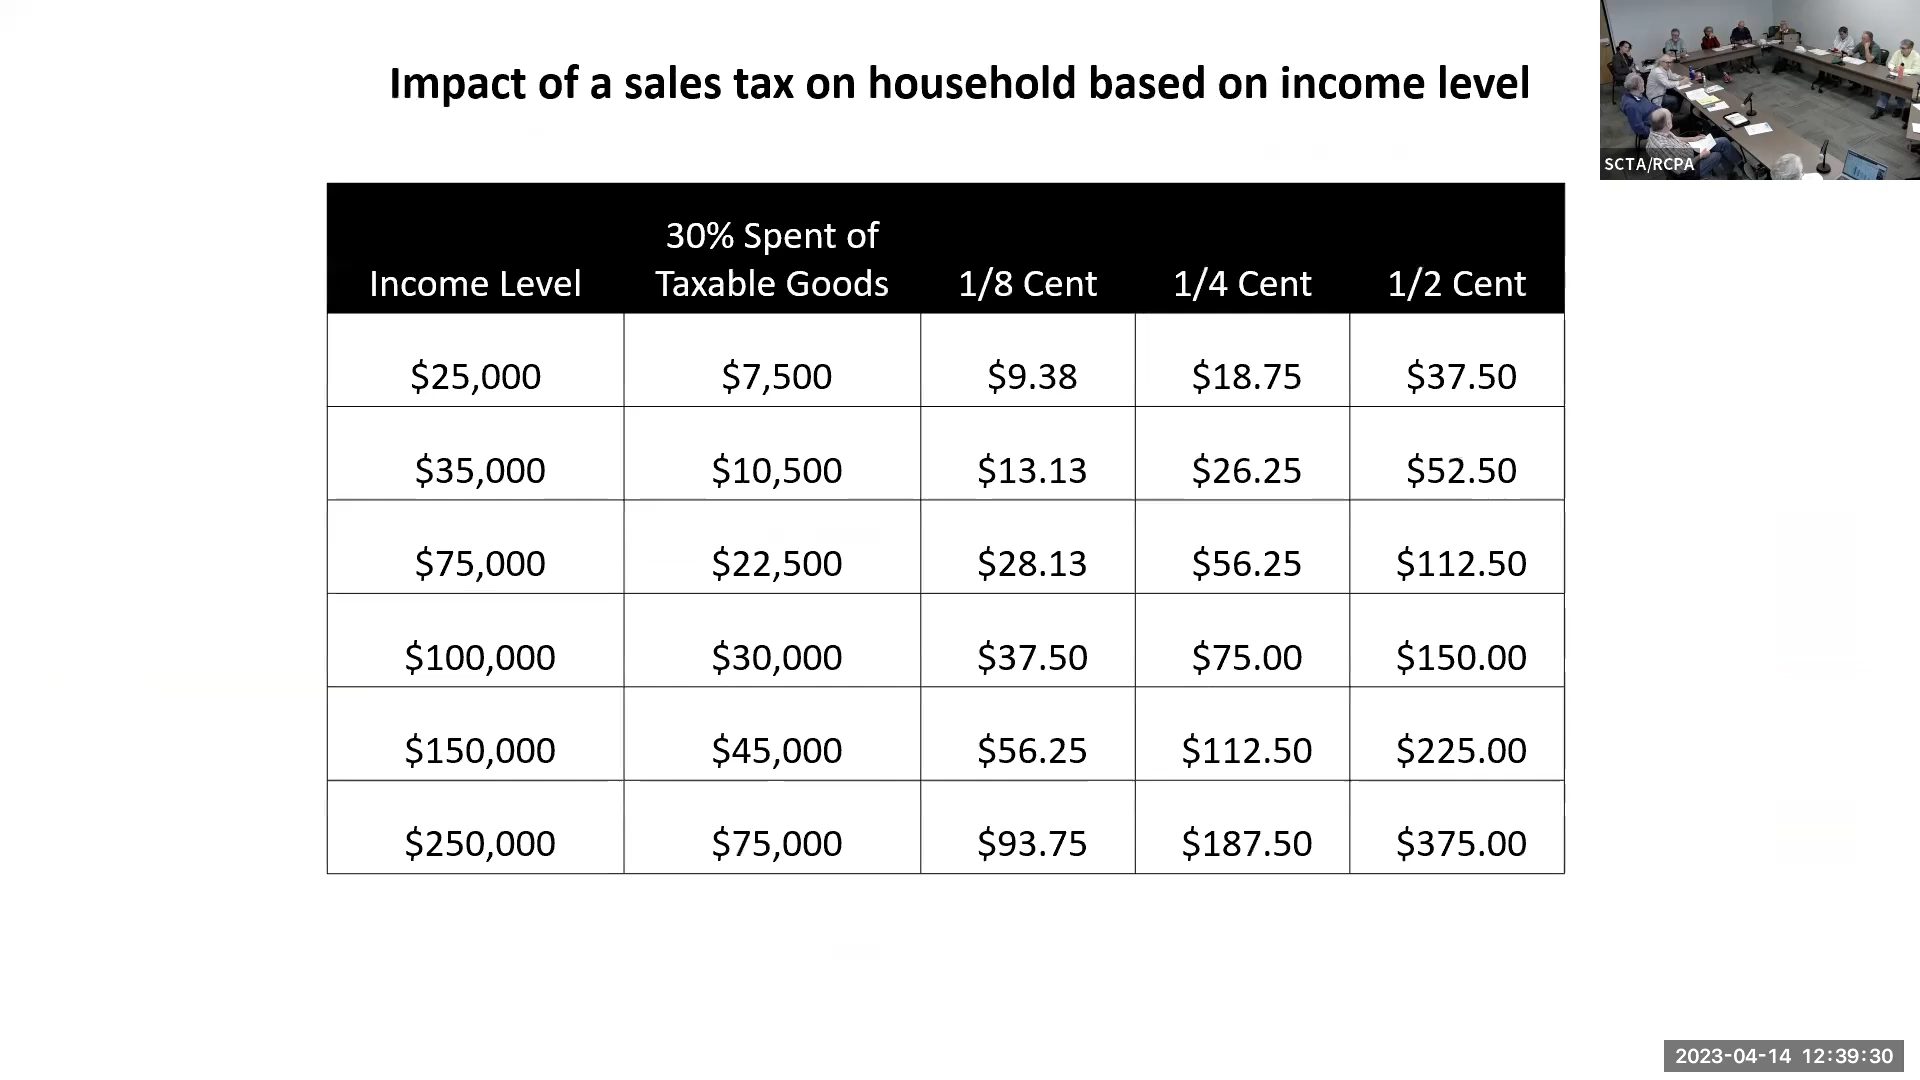 Impact of a sales tax on household based on income level
SCTA/RCPA
Income Level
30% Spent of
Taxable Goods
1/8 Cent
1/4 Cent
1/2 Cent
$25,000 $7,500 $9.38 $18.75 $37.50
$35,000 $10,500 $13.13 $26.25 $52.50
$75,000 $22,500 $28.13 $56.25 $112.50
$100,000 $30,000 $37.50 $75.00 $150.00
$150,000 $45,000 $56.25 $112.50 $225.00
$250,000 $75,000 $93.75 $187.50 $375.00
2023-04-14 12:39:30